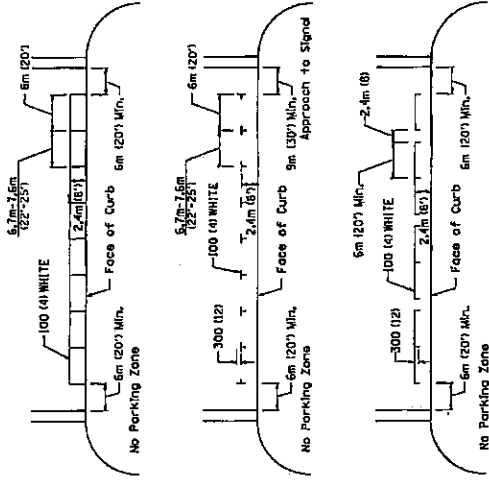 6.7m-7.6m
(22'-25')
6m (20')
100 (4) WHITE
2.4m (8')
Face of Curb
6m (20') Min.
6m (20') Min.
No Parking Zone
6.7m-7.6m
(22'-25')
6m (20')
100 (4) WHITE
300 (12)
2.4m (8')
Face of Curb
6m (20') Min.
9m (30') Min.
Approach to Signal
No Parking Zone
6m (20') Min.
2.4m (8)
100 (4) WHITE
300 (12)
2.4m (8')
Face of Curb
6m (20') Min.
6m (20') Min.
No Parking Zone